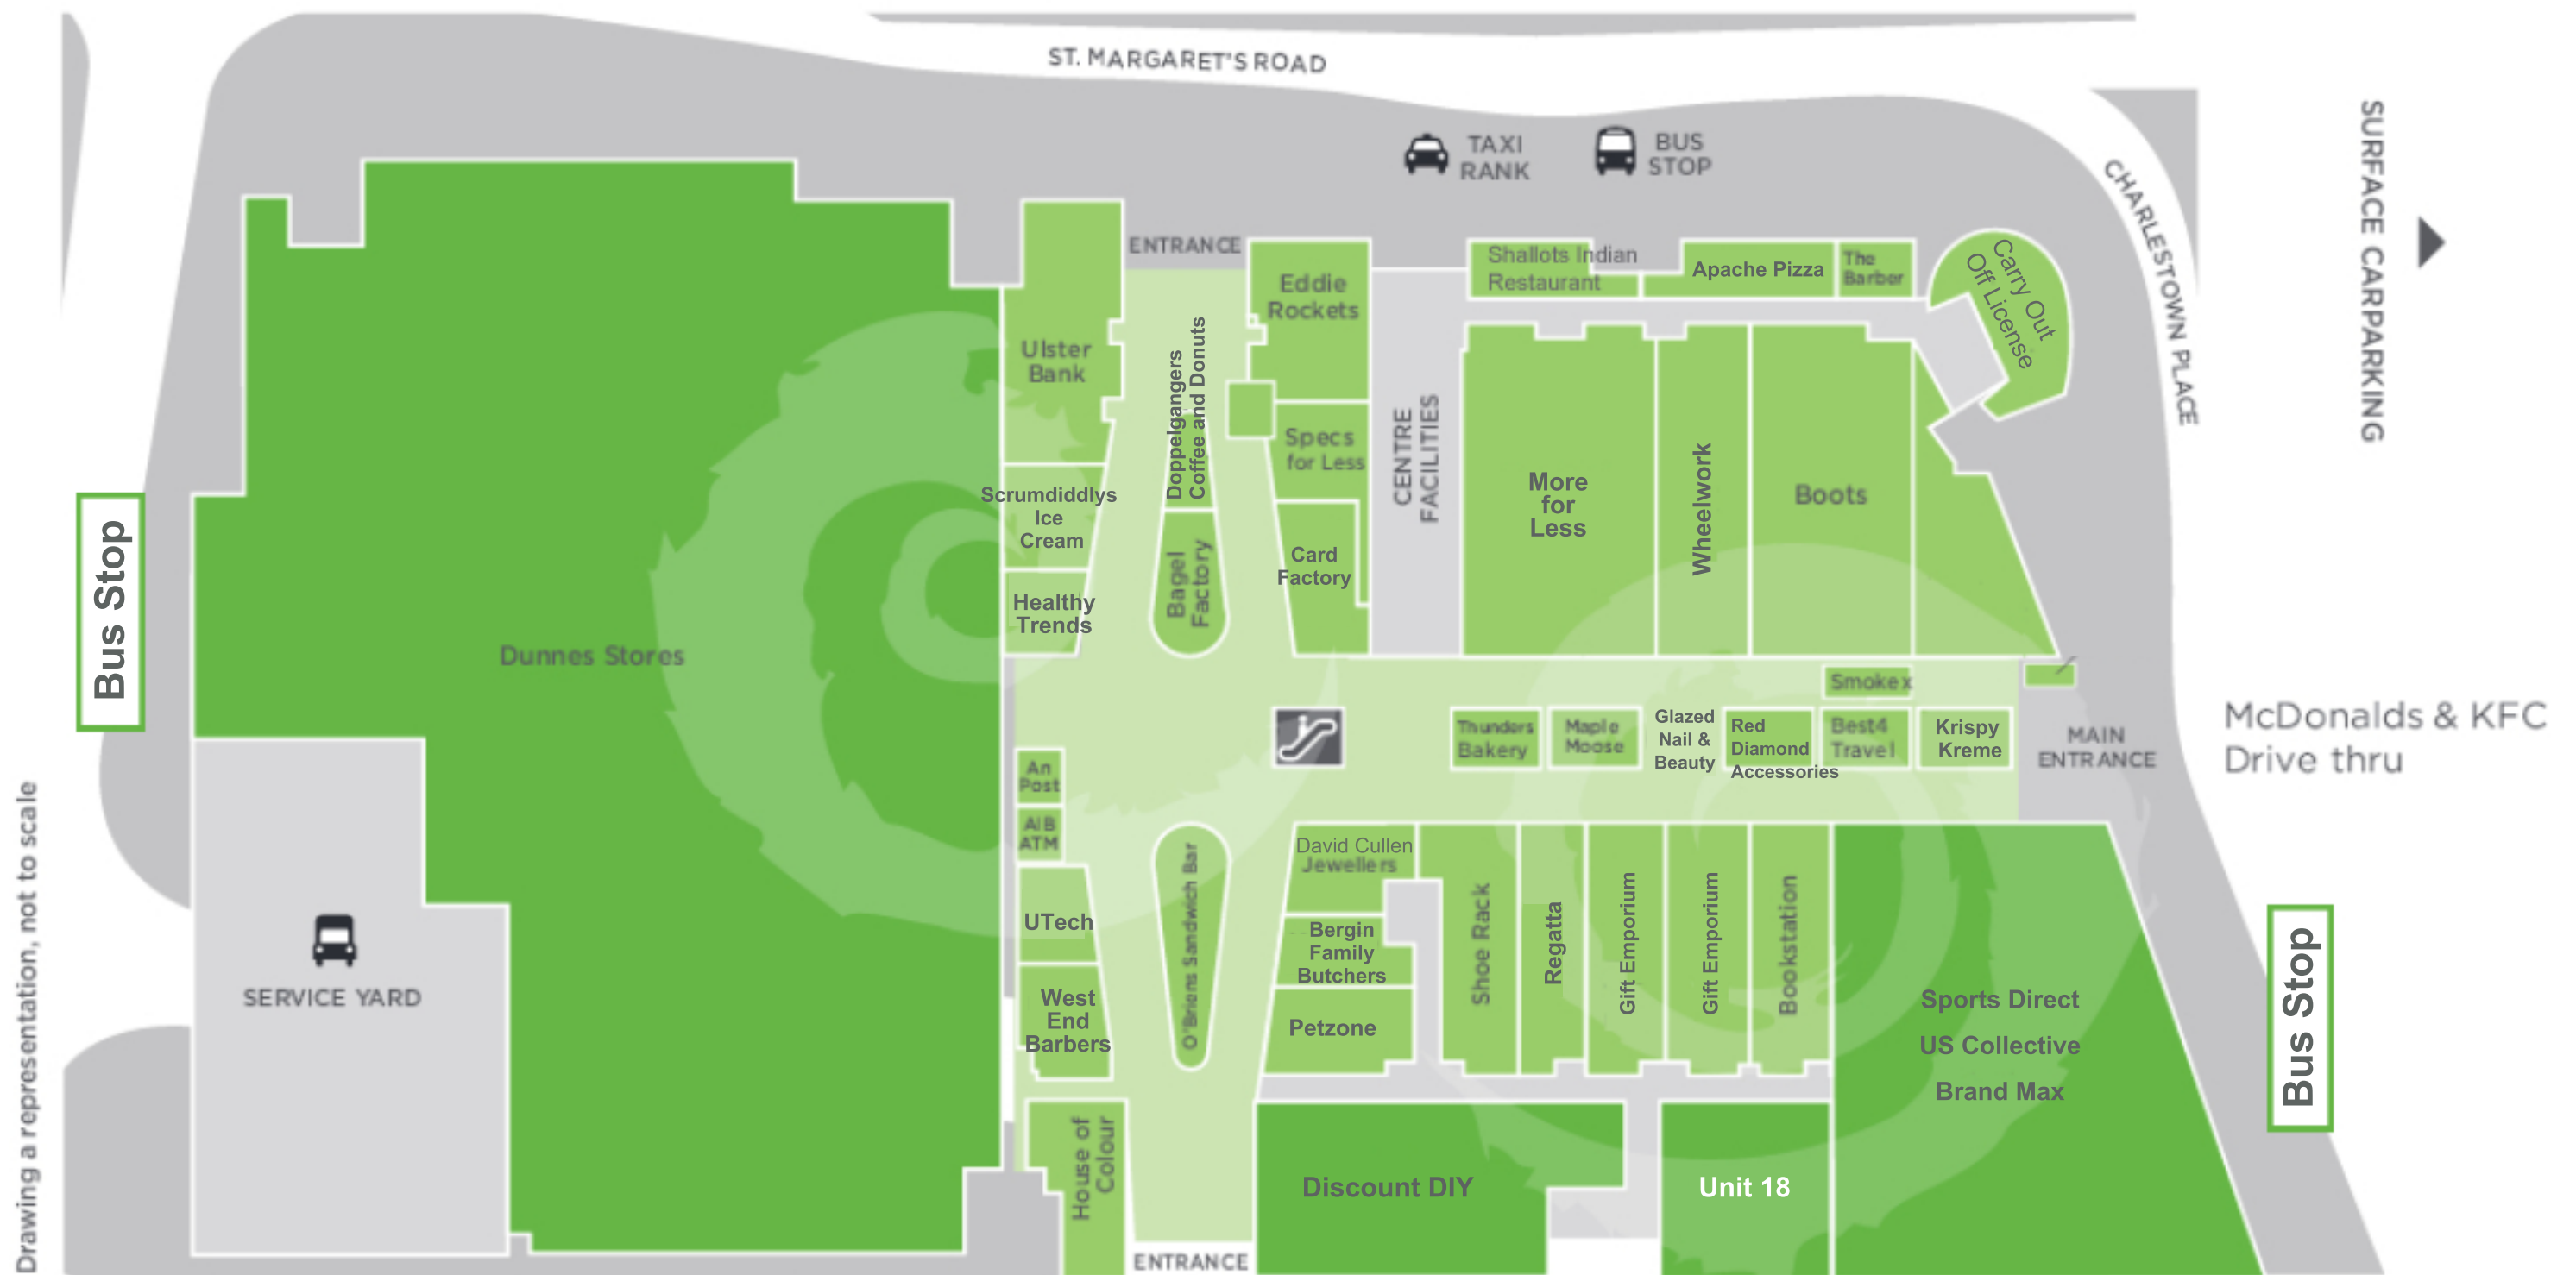 ST. MARGARET'S ROAD
TAXI
RANK
BUS
STOP
SURFACE CARPARKING
CHARLESTOWN PLACE
ENTRANCE
Eddie
Rockets
Shallots Indian
Restaurant
Apache Pizza
The
Barber
Carry Out
Off License
Ulster
Bank
Doppelgangers
Coffee and Donuts
Specs
for Less
CENTRE
FACILITIES
More
for
Less
Wheelwork
Boots
Scrumdiddlys
Ice
Cream
Bagel
Factory
Card
Factory
Healthy
Trends
Bus Stop
Dunnes Stores
Smokex
Thunders
Bakery
Maple
Moose
Glazed
Nail &
Beauty
Red
Diamond
Accessories
Best4
Travel
Krispy
Kreme
MAIN
ENTRANCE
McDonalds & KFC
Drive thru
An
Post
AIB
ATM
UTech
West
End
Barbers
O'Briens Sandwich Bar
David Cullen
Jewellers
Bergin
Family
Butchers
Petzone
Shoe Rack
Regatta
Gift Emporium
Gift Emporium
Bookstation
Sports Direct
US Collective
Brand Max
Bus Stop
SERVICE YARD
House of
Colour
Discount DIY
Unit 18
ENTRANCE
Drawing a representation, not to scale